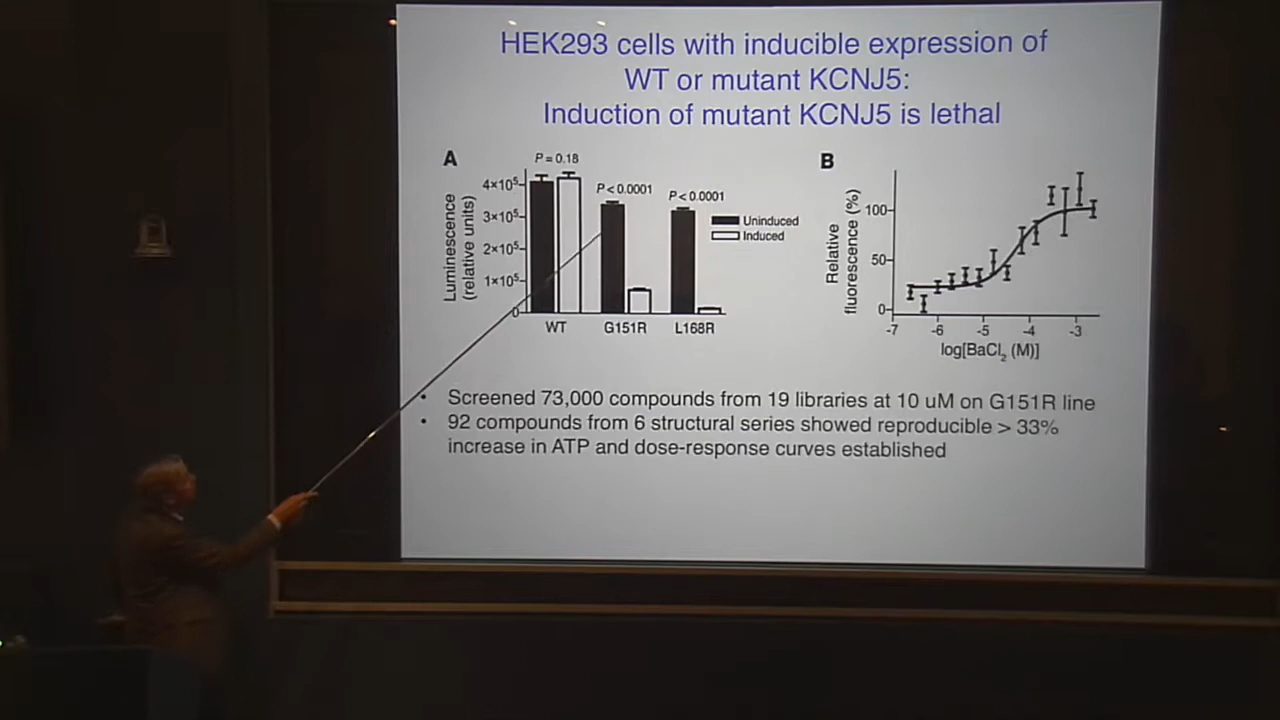 HEK293 cells with inducible expression of
WT or mutant KCNJ5:
Induction of mutant KCNJ5 is lethal
A
P = 0.18
P < 0.0001
P < 0.0001
Luminescence
(relative units)
4×10⁵
3×10⁵
2×10⁵
1×10⁵
0
WT
G151R
L168R
Uninduced
Induced
B
Relative
fluorescence (%)
100
50
0
-7
-6
-5
-4
-3
log[BaCl₂ (M)]
• Screened 73,000 compounds from 19 libraries at 10 uM on G151R line
• 92 compounds from 6 structural series showed reproducible > 33%
increase in ATP and dose-response curves established